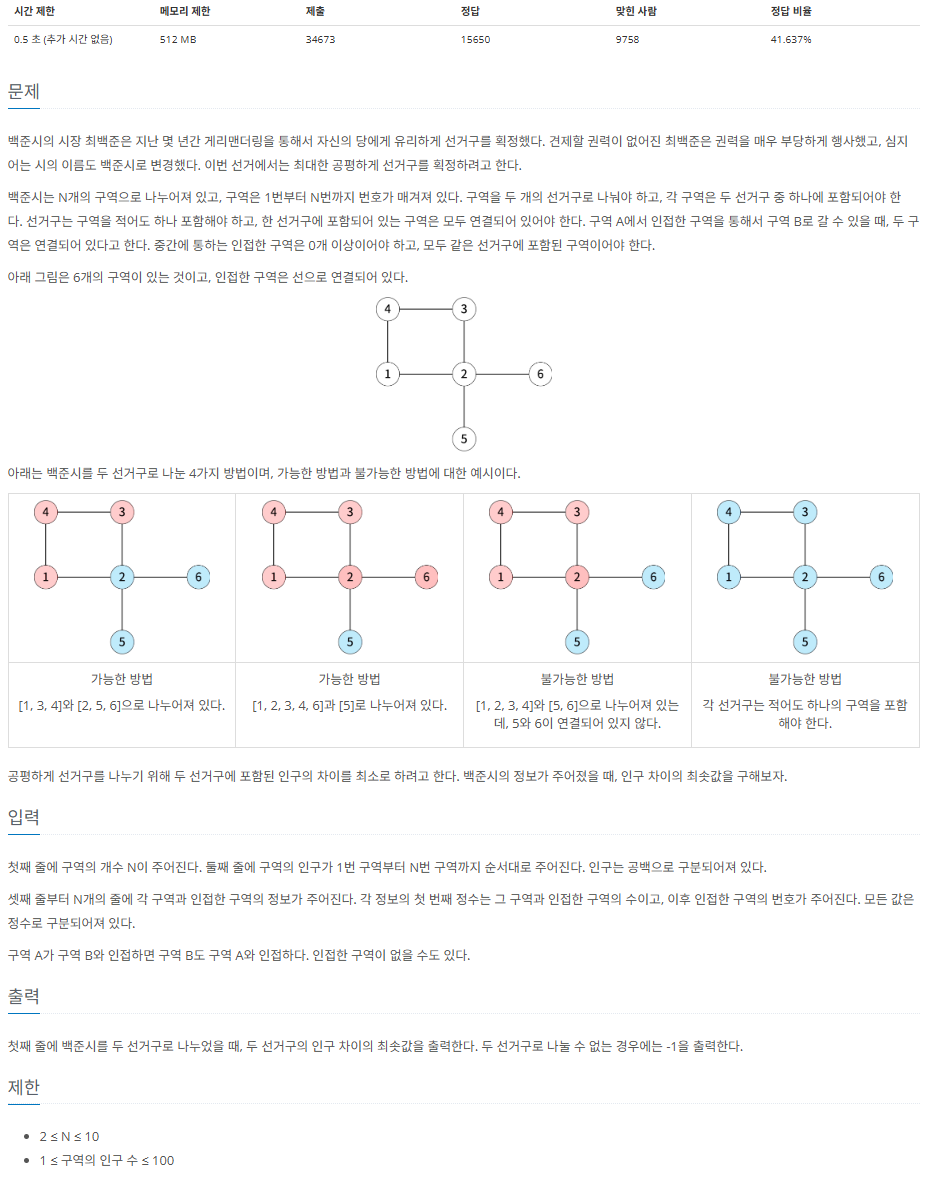 시간 제한 메모리 제한 제출 정답 맞힌 사람 정답 비율
0.5 초 (추가 시간 없음) 512 MB 34673 15650 9758 41.637%
문제
백준시의 시장 최백준은 지난 몇 년간 게리맨더링을 통해서 자신의 당에게 유리하게 선거구를 획정했다. 견제할 권력이 없어진 최백준은 권력을 매우 부당하게 행사했고, 심지
어는 시의 이름도 백준시로 변경했다. 이번 선거에서는 최대한 공평하게 선거구를 획정하려고 한다.
백준시는 N개의 구역으로 나누어져 있고, 구역은 1번부터 N번까지 번호가 매겨져 있다. 구역을 두 개의 선거구로 나눠야 하고, 각 구역은 두 선거구 중 하나에 포함되어야 한
다. 선거구는 구역을 적어도 하나 포함해야 하고, 한 선거구에 포함되어 있는 구역은 모두 연결되어 있어야 한다. 구역 A에서 인접한 구역을 통해서 구역 B로 갈 수 있을 때, 두 구
역은 연결되어 있다고 한다. 중간에 통하는 인접한 구역은 0개 이상이어야 하고, 모두 같은 선거구에 포함된 구역이어야 한다.
아래 그림은 6개의 구역이 있는 것이고, 인접한 구역은 선으로 연결되어 있다.
4 3
1 2 6
5
아래는 백준시를 두 선거구로 나눈 4가지 방법이며, 가능한 방법과 불가능한 방법에 대한 예시이다.
4 3 4 3 4 3 4 3
1 2 6 1 2 6 1 2 6 1 2 6
5 5 5 5
가능한 방법
[1, 3, 4]와 [2, 5, 6]으로 나누어져 있다.
가능한 방법
[1, 2, 3, 4, 6]과 [5]로 나누어져 있다.
불가능한 방법
[1, 2, 3, 4]와 [5, 6]으로 나누어져 있는
데, 5와 6이 연결되어 있지 않다.
불가능한 방법
각 선거구는 적어도 하나의 구역을 포함
해야 한다.
공평하게 선거구를 나누기 위해 두 선거구에 포함된 인구의 차이를 최소로 하려고 한다. 백준시의 정보가 주어졌을 때, 인구 차이의 최솟값을 구해보자.
입력
첫째 줄에 구역의 개수 N이 주어진다. 둘째 줄에 구역의 인구가 1번 구역부터 N번 구역까지 순서대로 주어진다. 인구는 공백으로 구분되어져 있다.
셋째 줄부터 N개의 줄에 각 구역과 인접한 구역의 정보가 주어진다. 각 정보의 첫 번째 정수는 그 구역과 인접한 구역의 수이고, 이후 인접한 구역의 번호가 주어진다. 모든 값은
정수로 구분되어져 있다.
구역 A가 구역 B와 인접하면 구역 B도 구역 A와 인접하다. 인접한 구역이 없을 수도 있다.
출력
첫째 줄에 백준시를 두 선거구로 나누었을 때, 두 선거구의 인구 차이의 최솟값을 출력한다. 두 선거구로 나눌 수 없는 경우에는 -1을 출력한다.
제한
• 2 ≤ N ≤ 10
• 1 ≤ 구역의 인구 수 ≤ 100